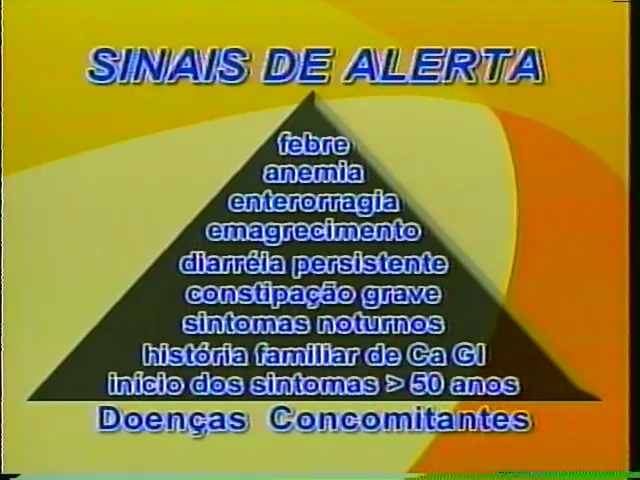 SINAIS DE ALERTA
febre
anemia
enterorragia
emagrecimento
diarréia persistente
constipação grave
sintomas noturnos
história familiar de Ca GI
início dos sintomas > 50 anos
Doenças Concomitantes